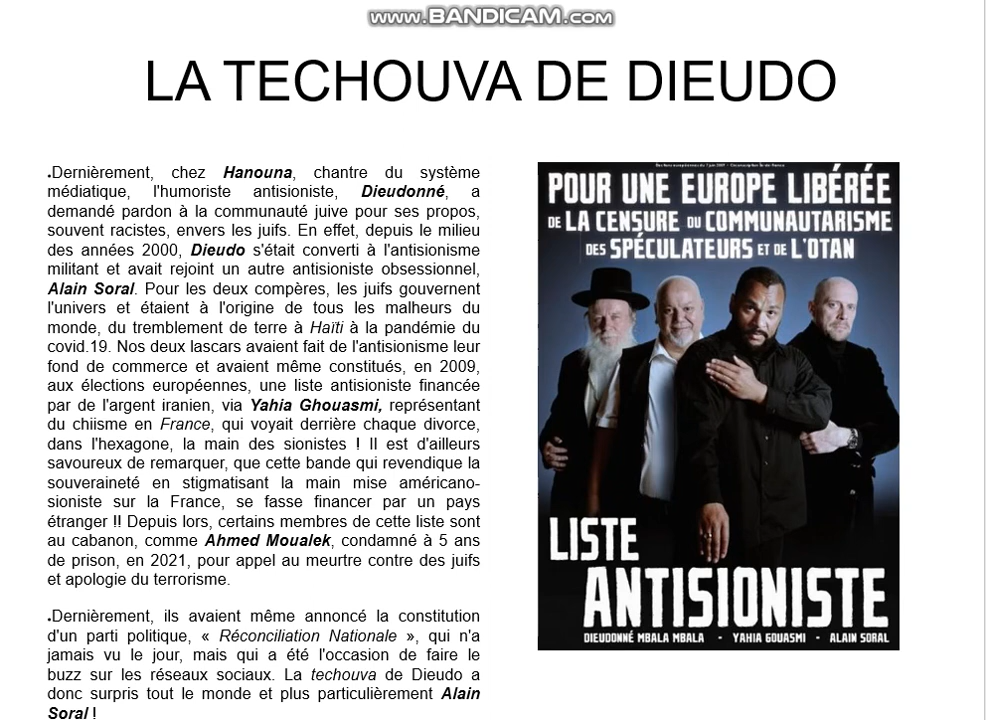 www.BANDICAM.com
LA TECHOUVA DE DIEUDO
•Dernièrement, chez Hanouna, chantre du système
médiatique, l'humoriste antisioniste, Dieudonné, a
demandé pardon à la communauté juive pour ses propos,
souvent racistes, envers les juifs. En effet, depuis le milieu
des années 2000, Dieudo s'était converti à l'antisionisme
militant et avait rejoint un autre antisioniste obsessionnel,
Alain Soral. Pour les deux compères, les juifs gouvernent
l'univers et étaient à l'origine de tous les malheurs du
monde, du tremblement de terre à Haïti à la pandémie du
covid.19. Nos deux lascars avaient fait de l'antisionisme leur
fond de commerce et avaient même constitués, en 2009,
aux élections européennes, une liste antisioniste financée
par de l'argent iranien, via Yahia Ghouasmi, représentant
du chiisme en France, qui voyait derrière chaque divorce,
dans l'hexagone, la main des sionistes ! Il est d'ailleurs
savoureux de remarquer, que cette bande qui revendique la
souveraineté en stigmatisant la main mise américano-
sioniste sur la France, se fasse financer par un pays
étranger !! Depuis lors, certains membres de cette liste sont
au cabanon, comme Ahmed Moualek, condamné à 5 ans
de prison, en 2021, pour appel au meurtre contre des juifs
et apologie du terrorisme.
•Dernièrement, ils avaient même annoncé la constitution
d'un parti politique, « Réconciliation Nationale », qui n'a
jamais vu le jour, mais qui a été l'occasion de faire le
buzz sur les réseaux sociaux. La techouva de Dieudo a
donc surpris tout le monde et plus particulièrement Alain
Soral !
POUR UNE EUROPE LIBÉRÉE
DE LA CENSURE DU COMMUNAUTARISME
DES SPÉCULATEURS ET DE L'OTAN
LISTE
ANTISIONISTE
DIEUDONNÉ MBALA MBALA - YAHIA GOUASMI - ALAIN SORAL